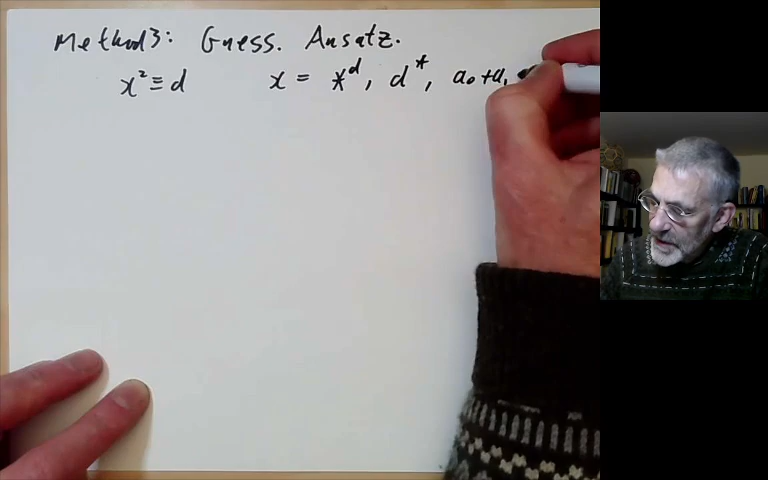 Method 3: Guess. Ansatz.
x² ≡ d x = *ᵈ, d*, a₀+a₁